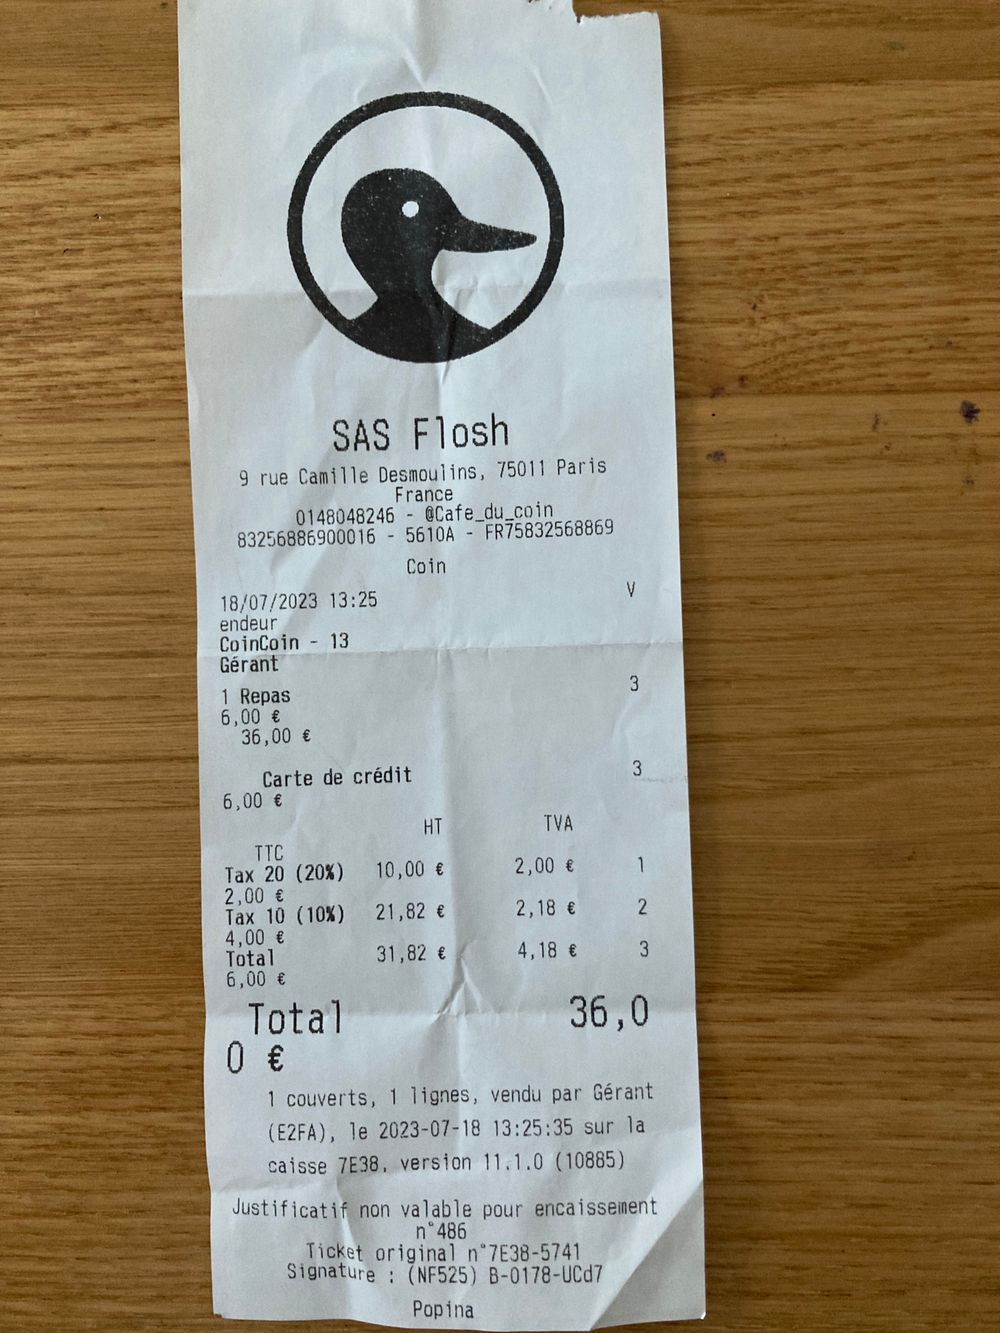 SAS Flosh
9 rue Camille Desmoulins, 75011 Paris
France
0148048246 - @Cafe_du_coin
83256886900016 - 5610A - FR75832568869
Coin
18/07/2023 13:25 V
endeur
CoinCoin - 13
Gérant
1 Repas 3
6,00 €
36,00 €
Carte de crédit 3
6,00 €
HT TVA
TTC
Tax 20 (20%) 10,00 € 2,00 € 1
2,00 €
Tax 10 (10%) 21,82 € 2,18 € 2
4,00 €
Total 31,82 € 4,18 € 3
6,00 €
Total 36,0
0 €
1 couverts, 1 lignes, vendu par Gérant
(E2FA), le 2023-07-18 13:25:35 sur la
caisse 7E38, version 11.1.0 (10885)
Justificatif non valable pour encaissement
n°486
Ticket original n°7E38-5741
Signature : (NF525) B-0178-UCd7
Popina